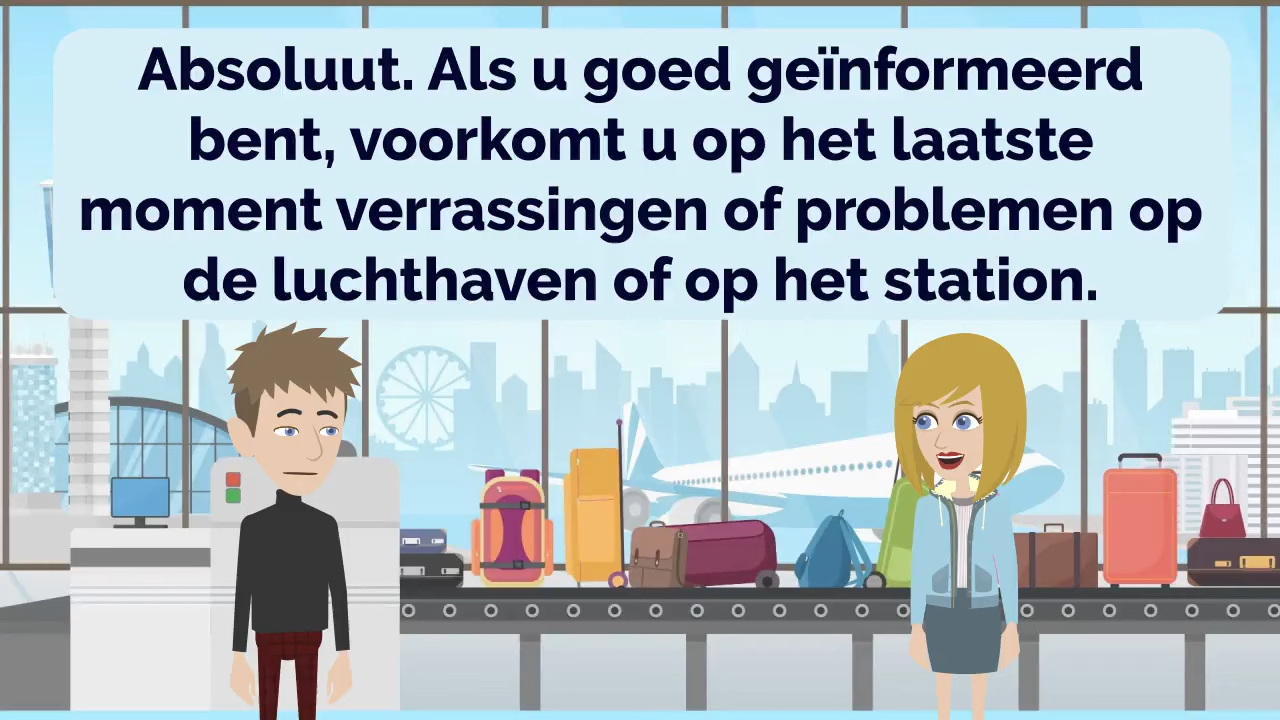 Absoluut. Als u goed geïnformeerd
bent, voorkomt u op het laatste
moment verrassingen of problemen op
de luchthaven of op het station.